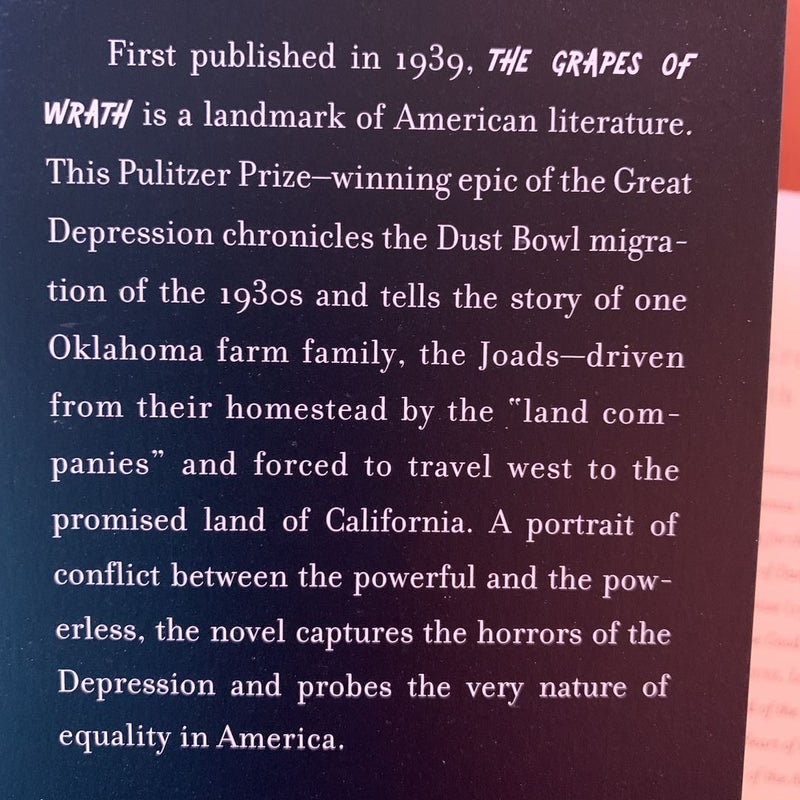 First published in 1939, THE GRAPES OF
WRATH is a landmark of American literature.
This Pulitzer Prize—winning epic of the Great
Depression chronicles the Dust Bowl migra-
tion of the 1930s and tells the story of one
Oklahoma farm family, the Joads—driven
from their homestead by the “land com-
panies” and forced to travel west to the
promised land of California. A portrait of
conflict between the powerful and the pow-
erless, the novel captures the horrors of the
Depression and probes the very nature of
equality in America.